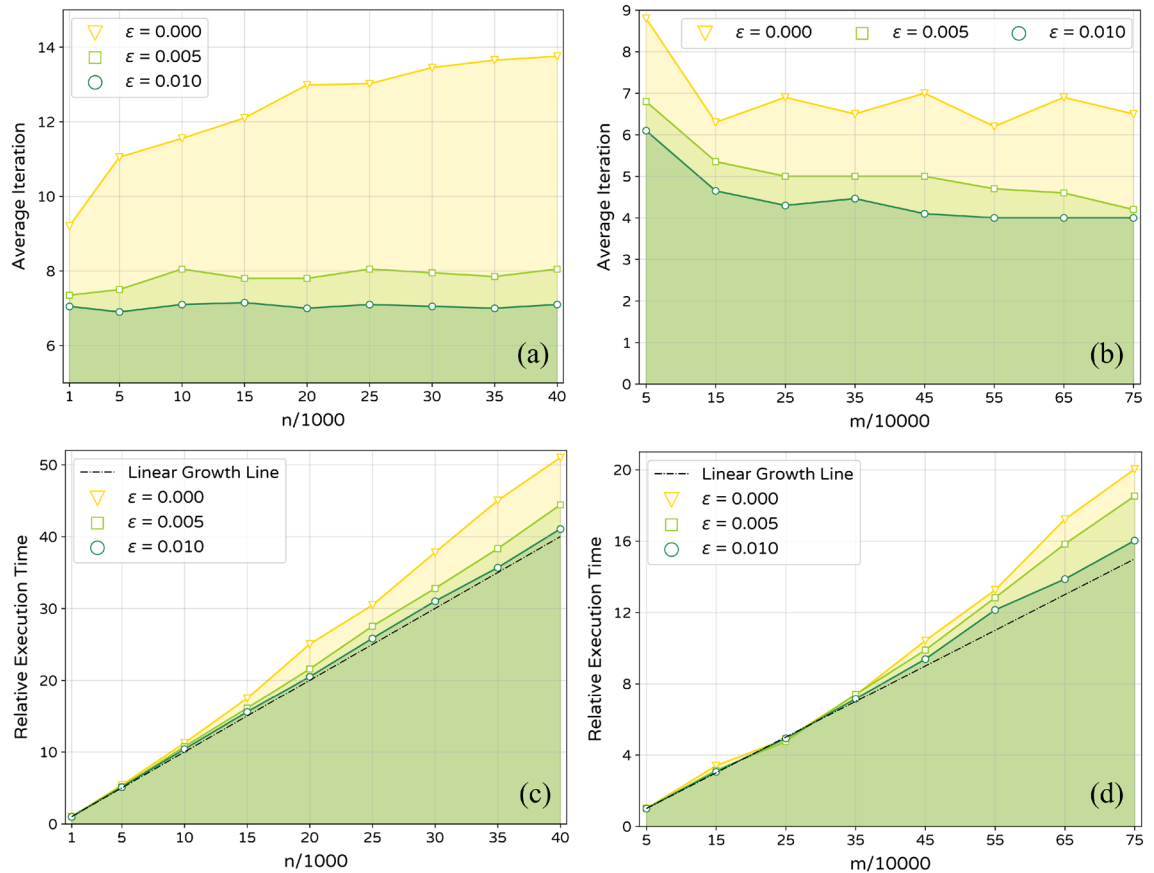 ε = 0.000
ε = 0.005
ε = 0.010
14
12
10
8
6
Average Iteration
(a)
1 5 10 15 20 25 30 35 40
n/1000
ε = 0.000 ε = 0.005 ε = 0.010
9
8
7
6
5
4
3
2
1
0
Average Iteration
(b)
5 15 25 35 45 55 65 75
m/10000
Linear Growth Line
ε = 0.000
ε = 0.005
ε = 0.010
50
40
30
20
10
0
Relative Execution Time
(c)
1 5 10 15 20 25 30 35 40
n/1000
Linear Growth Line
ε = 0.000
ε = 0.005
ε = 0.010
20
16
12
8
4
0
Relative Execution Time
(d)
5 15 25 35 45 55 65 75
m/10000